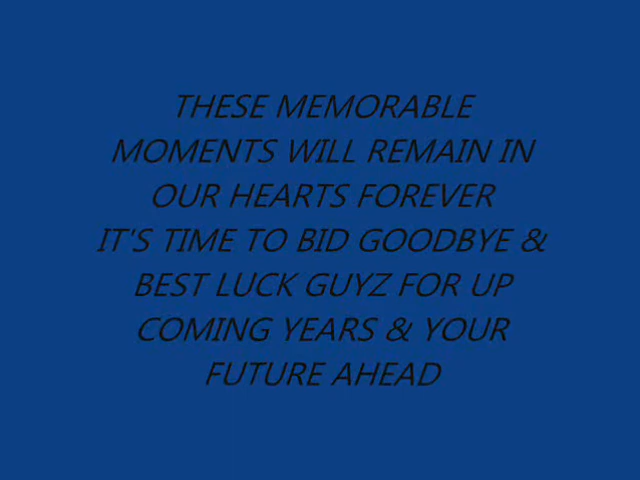 THESE MEMORABLE
MOMENTS WILL REMAIN IN
OUR HEARTS FOREVER
IT'S TIME TO BID GOODBYE &
BEST LUCK GUYZ FOR UP
COMING YEARS & YOUR
FUTURE AHEAD